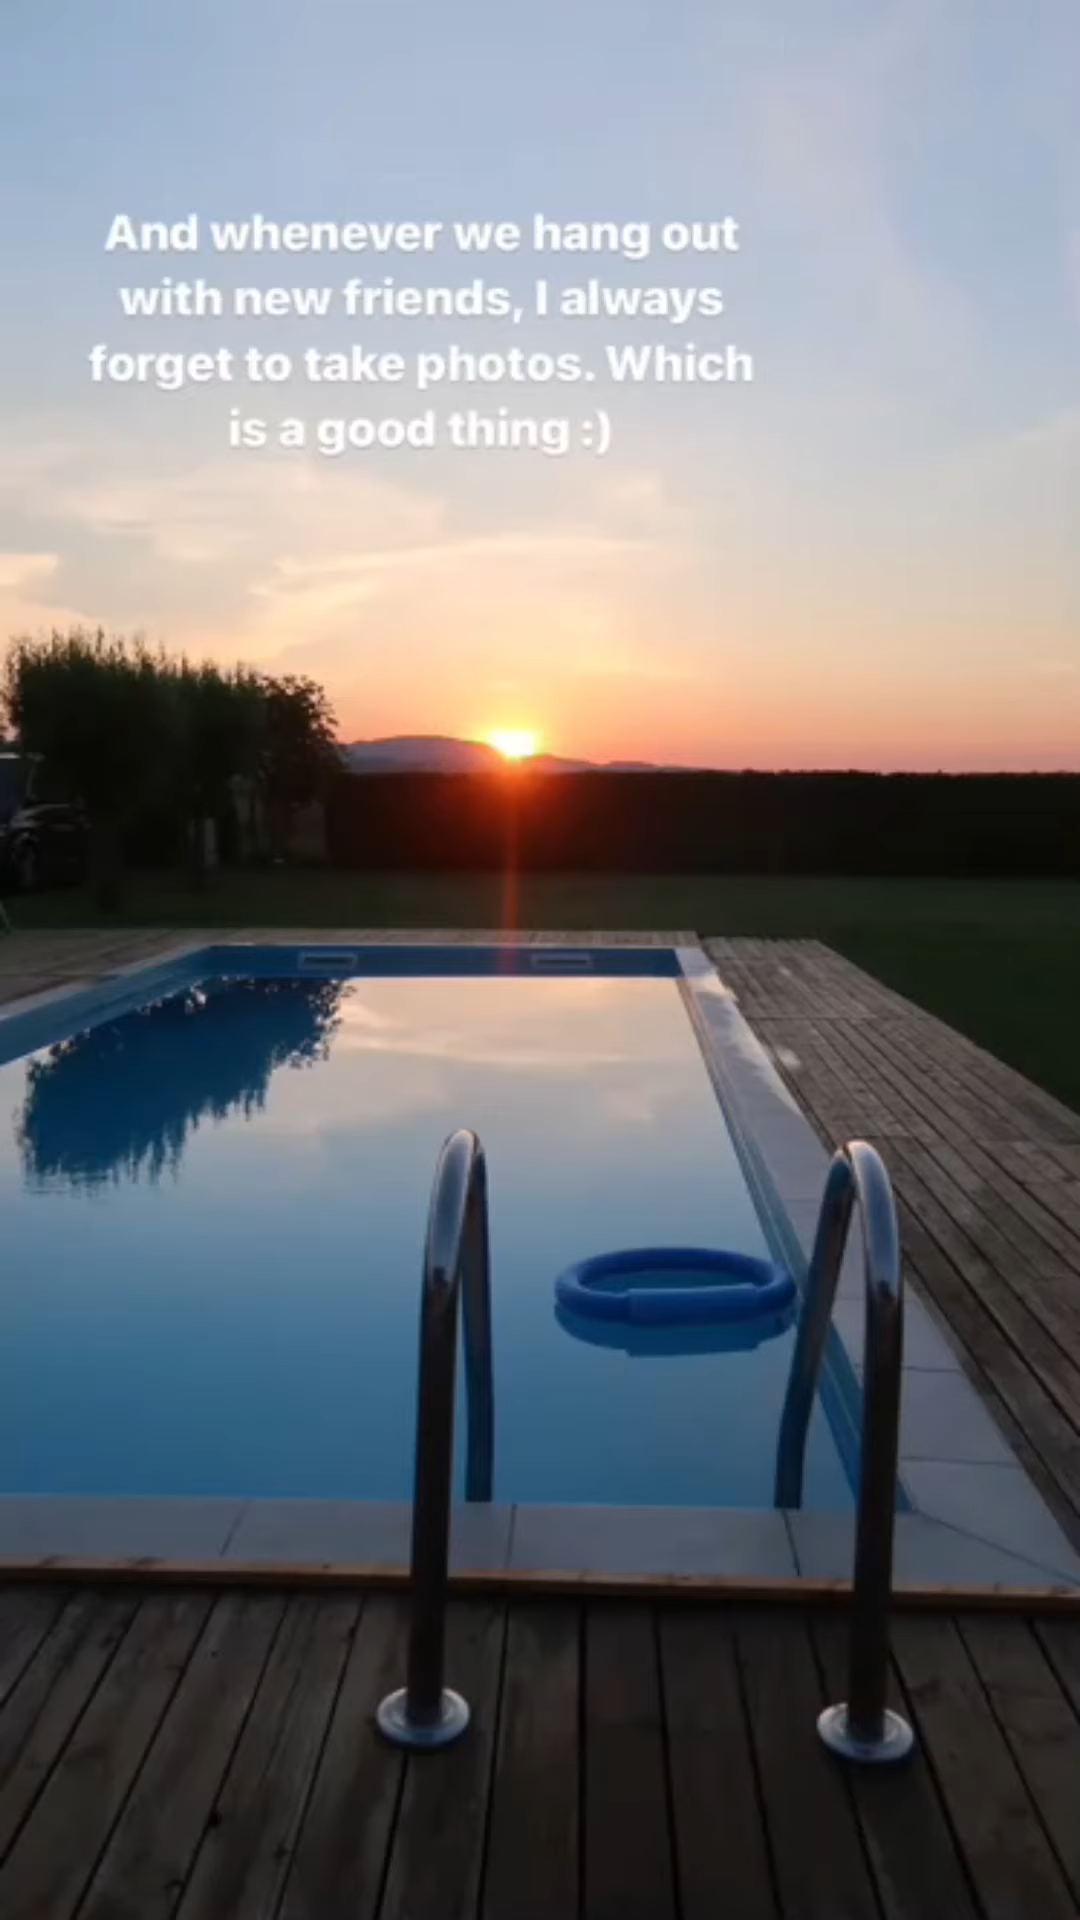 And whenever we hang out
with new friends, I always
forget to take photos. Which
is a good thing :)